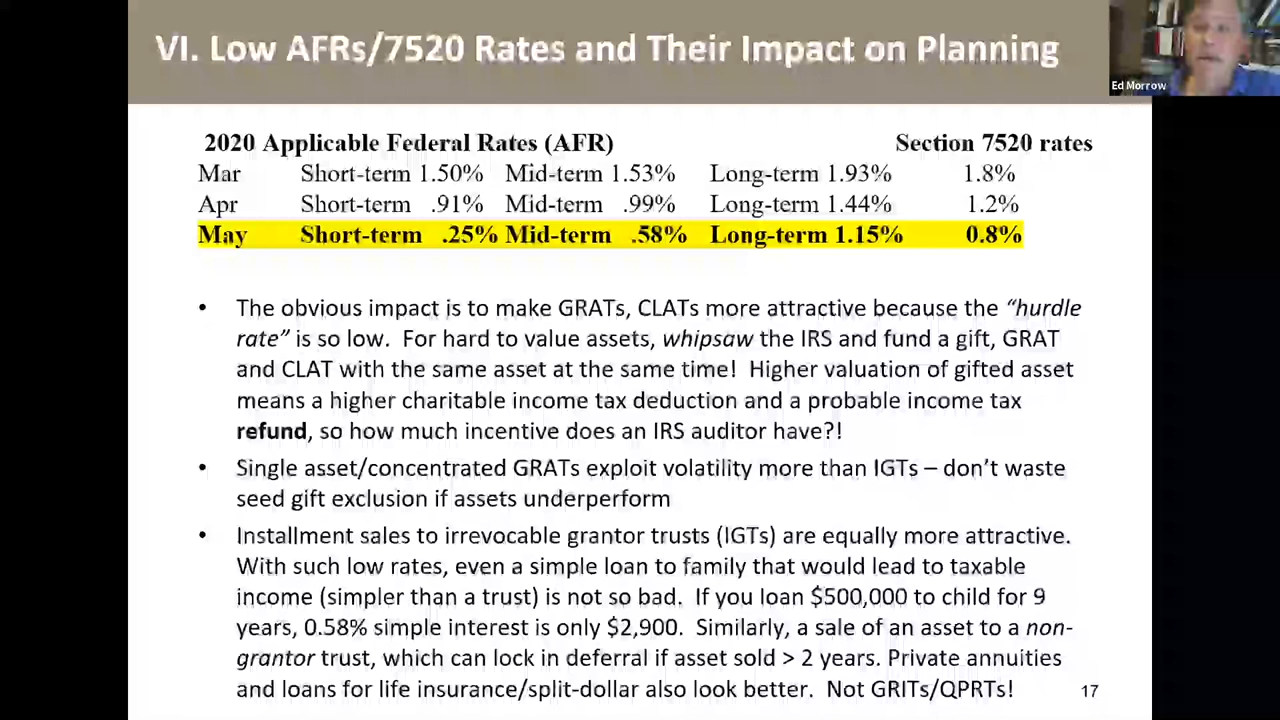 VI. Low AFRs/7520 Rates and Their Impact on Planning
Ed Morrow
2020 Applicable Federal Rates (AFR) Section 7520 rates
Mar Short-term 1.50% Mid-term 1.53% Long-term 1.93% 1.8%
Apr Short-term .91% Mid-term .99% Long-term 1.44% 1.2%
May Short-term .25% Mid-term .58% Long-term 1.15% 0.8%
• The obvious impact is to make GRATs, CLATs more attractive because the “hurdle
rate” is so low. For hard to value assets, whipsaw the IRS and fund a gift, GRAT
and CLAT with the same asset at the same time! Higher valuation of gifted asset
means a higher charitable income tax deduction and a probable income tax
refund, so how much incentive does an IRS auditor have?!
• Single asset/concentrated GRATs exploit volatility more than IGTs – don’t waste
seed gift exclusion if assets underperform
• Installment sales to irrevocable grantor trusts (IGTs) are equally more attractive.
With such low rates, even a simple loan to family that would lead to taxable
income (simpler than a trust) is not so bad. If you loan $500,000 to child for 9
years, 0.58% simple interest is only $2,900. Similarly, a sale of an asset to a non-
grantor trust, which can lock in deferral if asset sold > 2 years. Private annuities
and loans for life insurance/split-dollar also look better. Not GRITs/QPRTs!
17